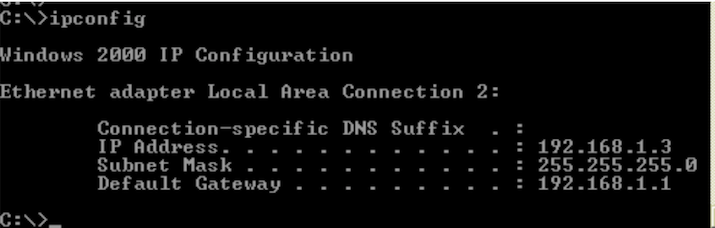 C:\>ipconfig
Windows 2000 IP Configuration
Ethernet adapter Local Area Connection 2:
Connection-specific DNS Suffix . :
IP Address. . . . . . . . . . . . : 192.168.1.3
Subnet Mask . . . . . . . . . . . : 255.255.255.0
Default Gateway . . . . . . . . . : 192.168.1.1
C:\>_